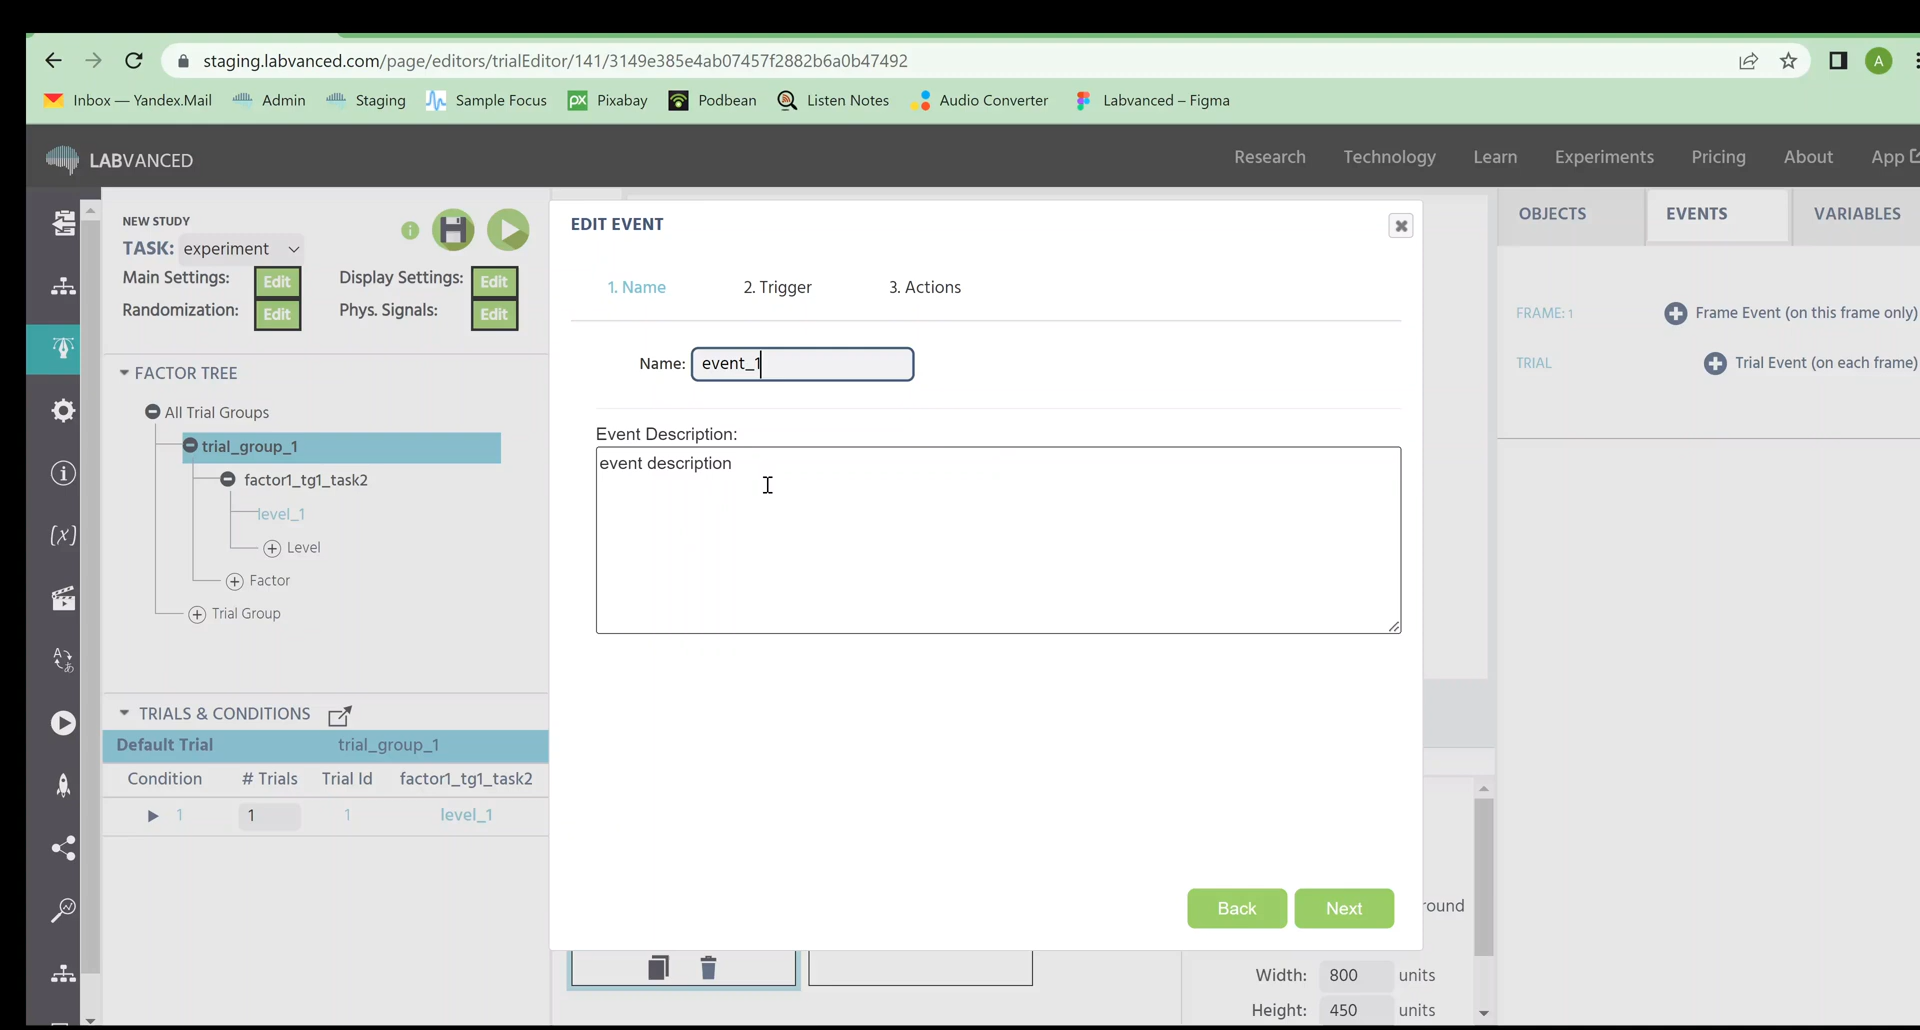 staging.labvanced.com/page/editors/trialEditor/141/3149e385e4ab07457f2882b6a0b47492
A
Inbox — Yandex.Mail Admin Staging Sample Focus Pixabay Podbean Listen Notes Audio Converter Labvanced – Figma
LABVANCED Research Technology Learn Experiments Pricing About App
NEW STUDY
TASK: experiment
Main Settings: Edit Display Settings: Edit
Randomization: Edit Phys. Signals: Edit
FACTOR TREE
All Trial Groups
trial_group_1
factor1_tg1_task2
level_1
Level
Factor
Trial Group
TRIALS & CONDITIONS
Default Trial trial_group_1
Condition # Trials Trial Id factor1_tg1_task2
1 1 1 level_1
EDIT EVENT
1. Name 2. Trigger 3. Actions
Name: event_1
Event Description:
event description
Back Next
OBJECTS EVENTS VARIABLES
FRAME: 1 Frame Event (on this frame only)
TRIAL Trial Event (on each frame)
round
Width: 800 units
Height: 450 units